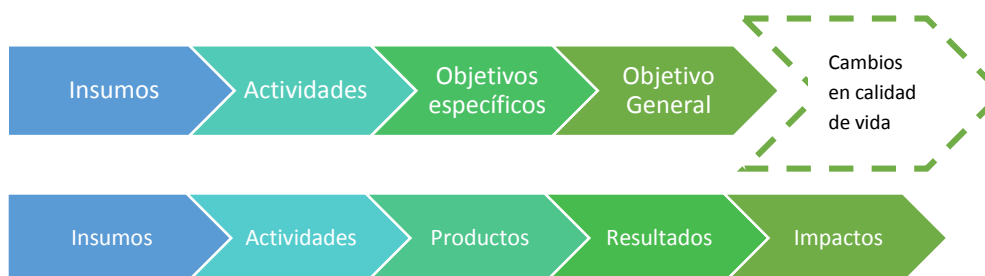 Insumos
Actividades
Objetivos
específicos
Objetivo
General
Cambios
en calidad
de vida
Insumos
Actividades
Productos
Resultados
Impactos